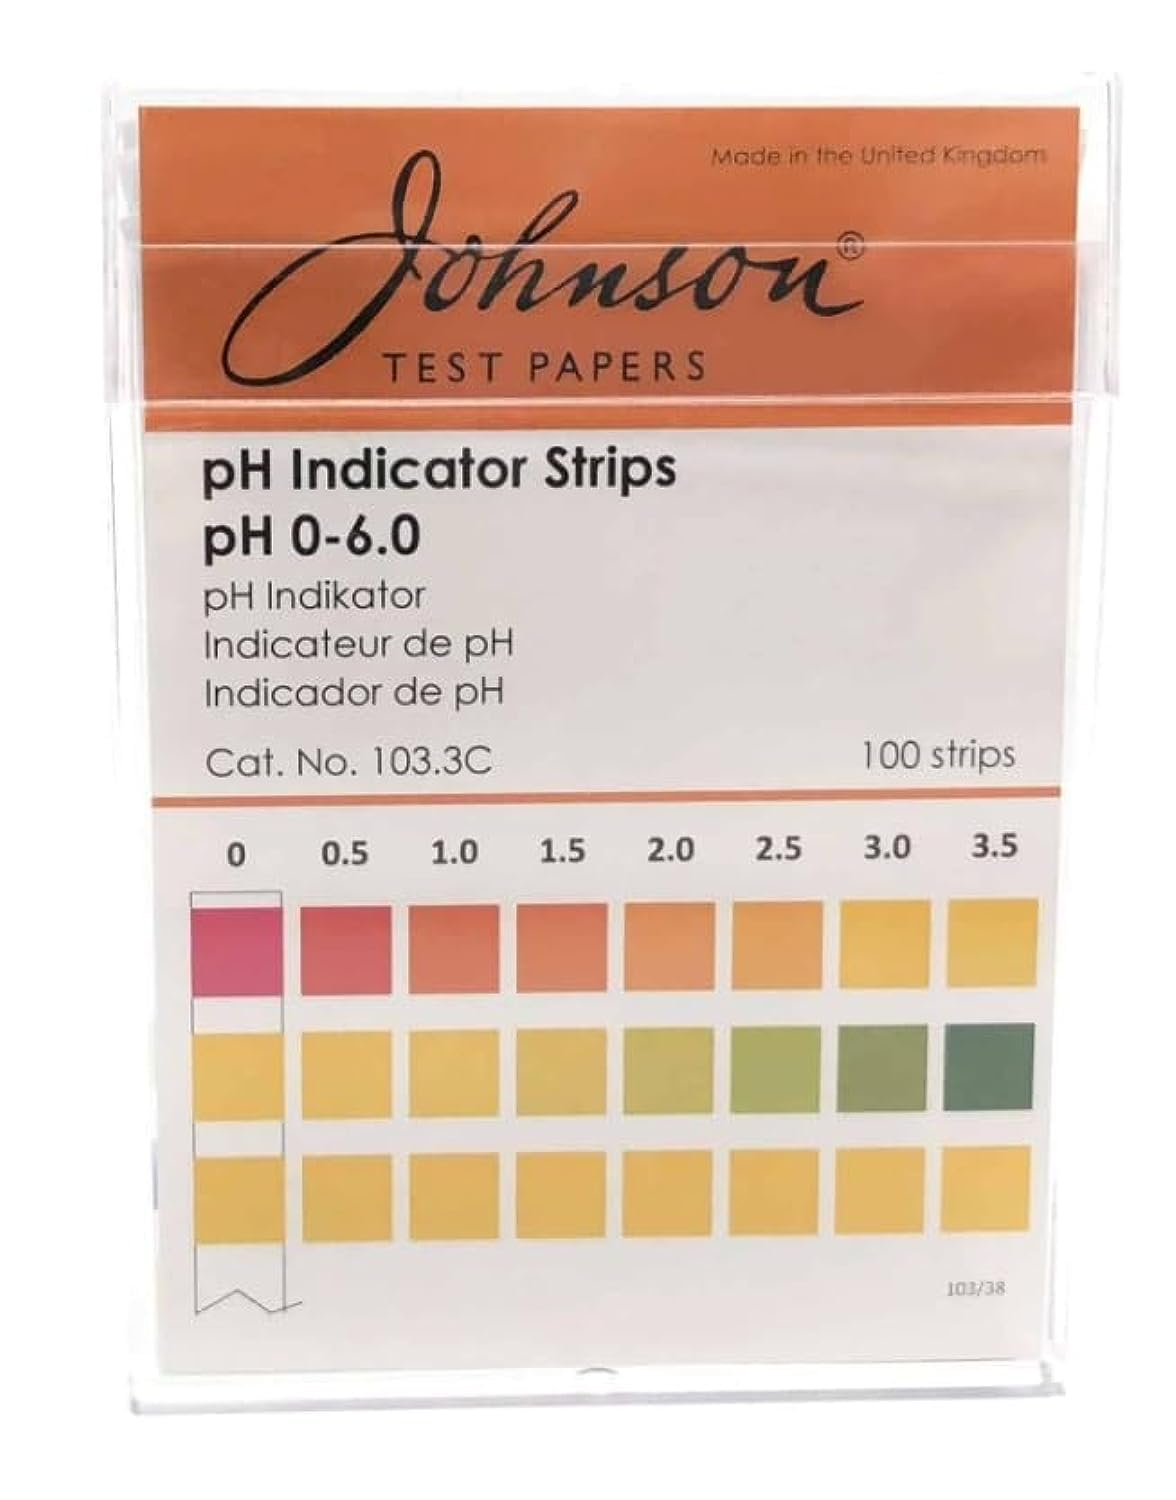 Made in the United Kingdom
Johnson®
TEST PAPERS
pH Indicator Strips
pH 0-6.0
pH Indikator
Indicateur de pH
Indicador de pH
Cat. No. 103.3C 100 strips
0 0.5 1.0 1.5 2.0 2.5 3.0 3.5
103/38